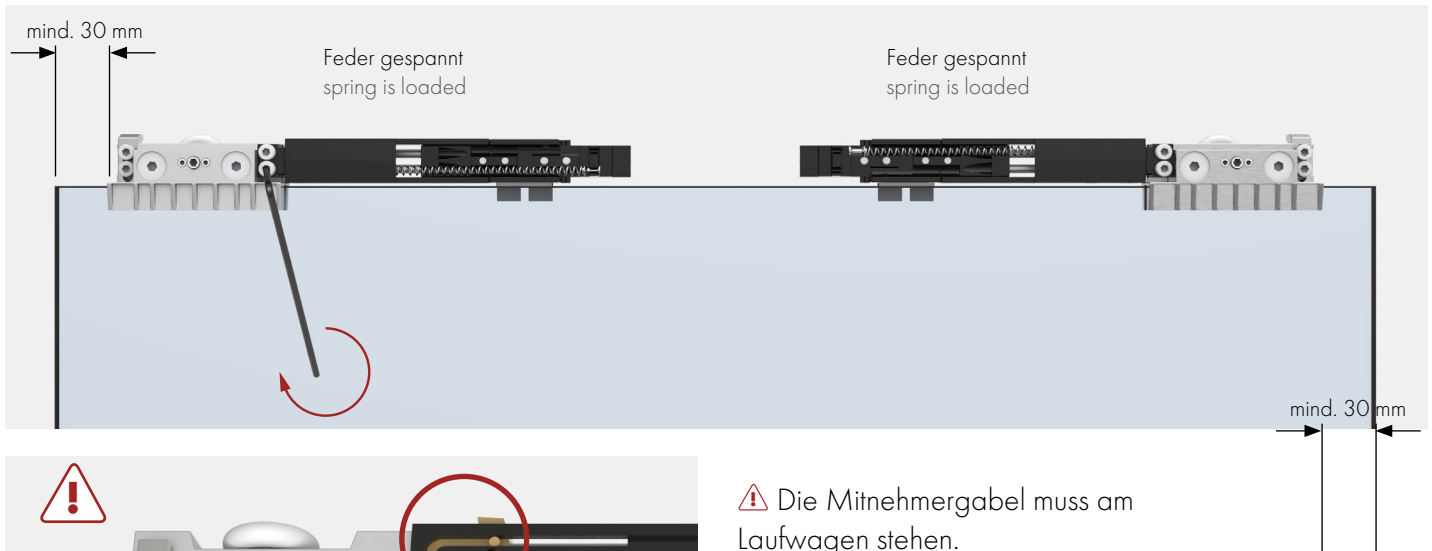 mind. 30 mm
Feder gespannt
spring is loaded
Feder gespannt
spring is loaded
mind. 30 mm
Die Mitnehmergabel muss am
Laufwagen stehen.